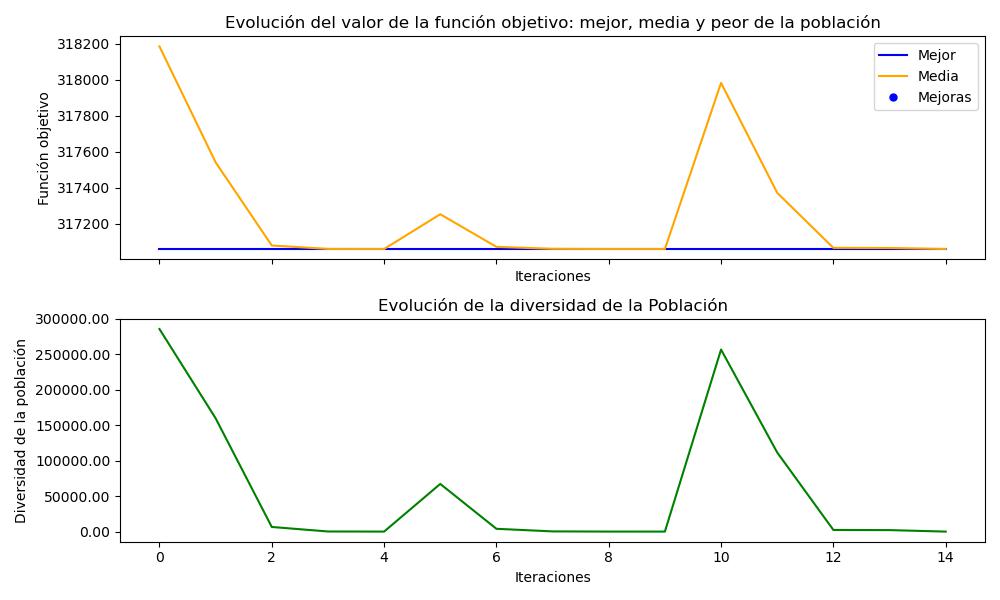 Evolución del valor de la función objetivo: mejor, media y peor de la población
318200
318000
317800
317600
317400
317200
Función objetivo
Mejor
Media
Mejoras
Iteraciones
Evolución de la diversidad de la Población
300000.00
250000.00
200000.00
150000.00
100000.00
50000.00
0.00
Diversidad de la población
0 2 4 6 8 10 12 14
Iteraciones